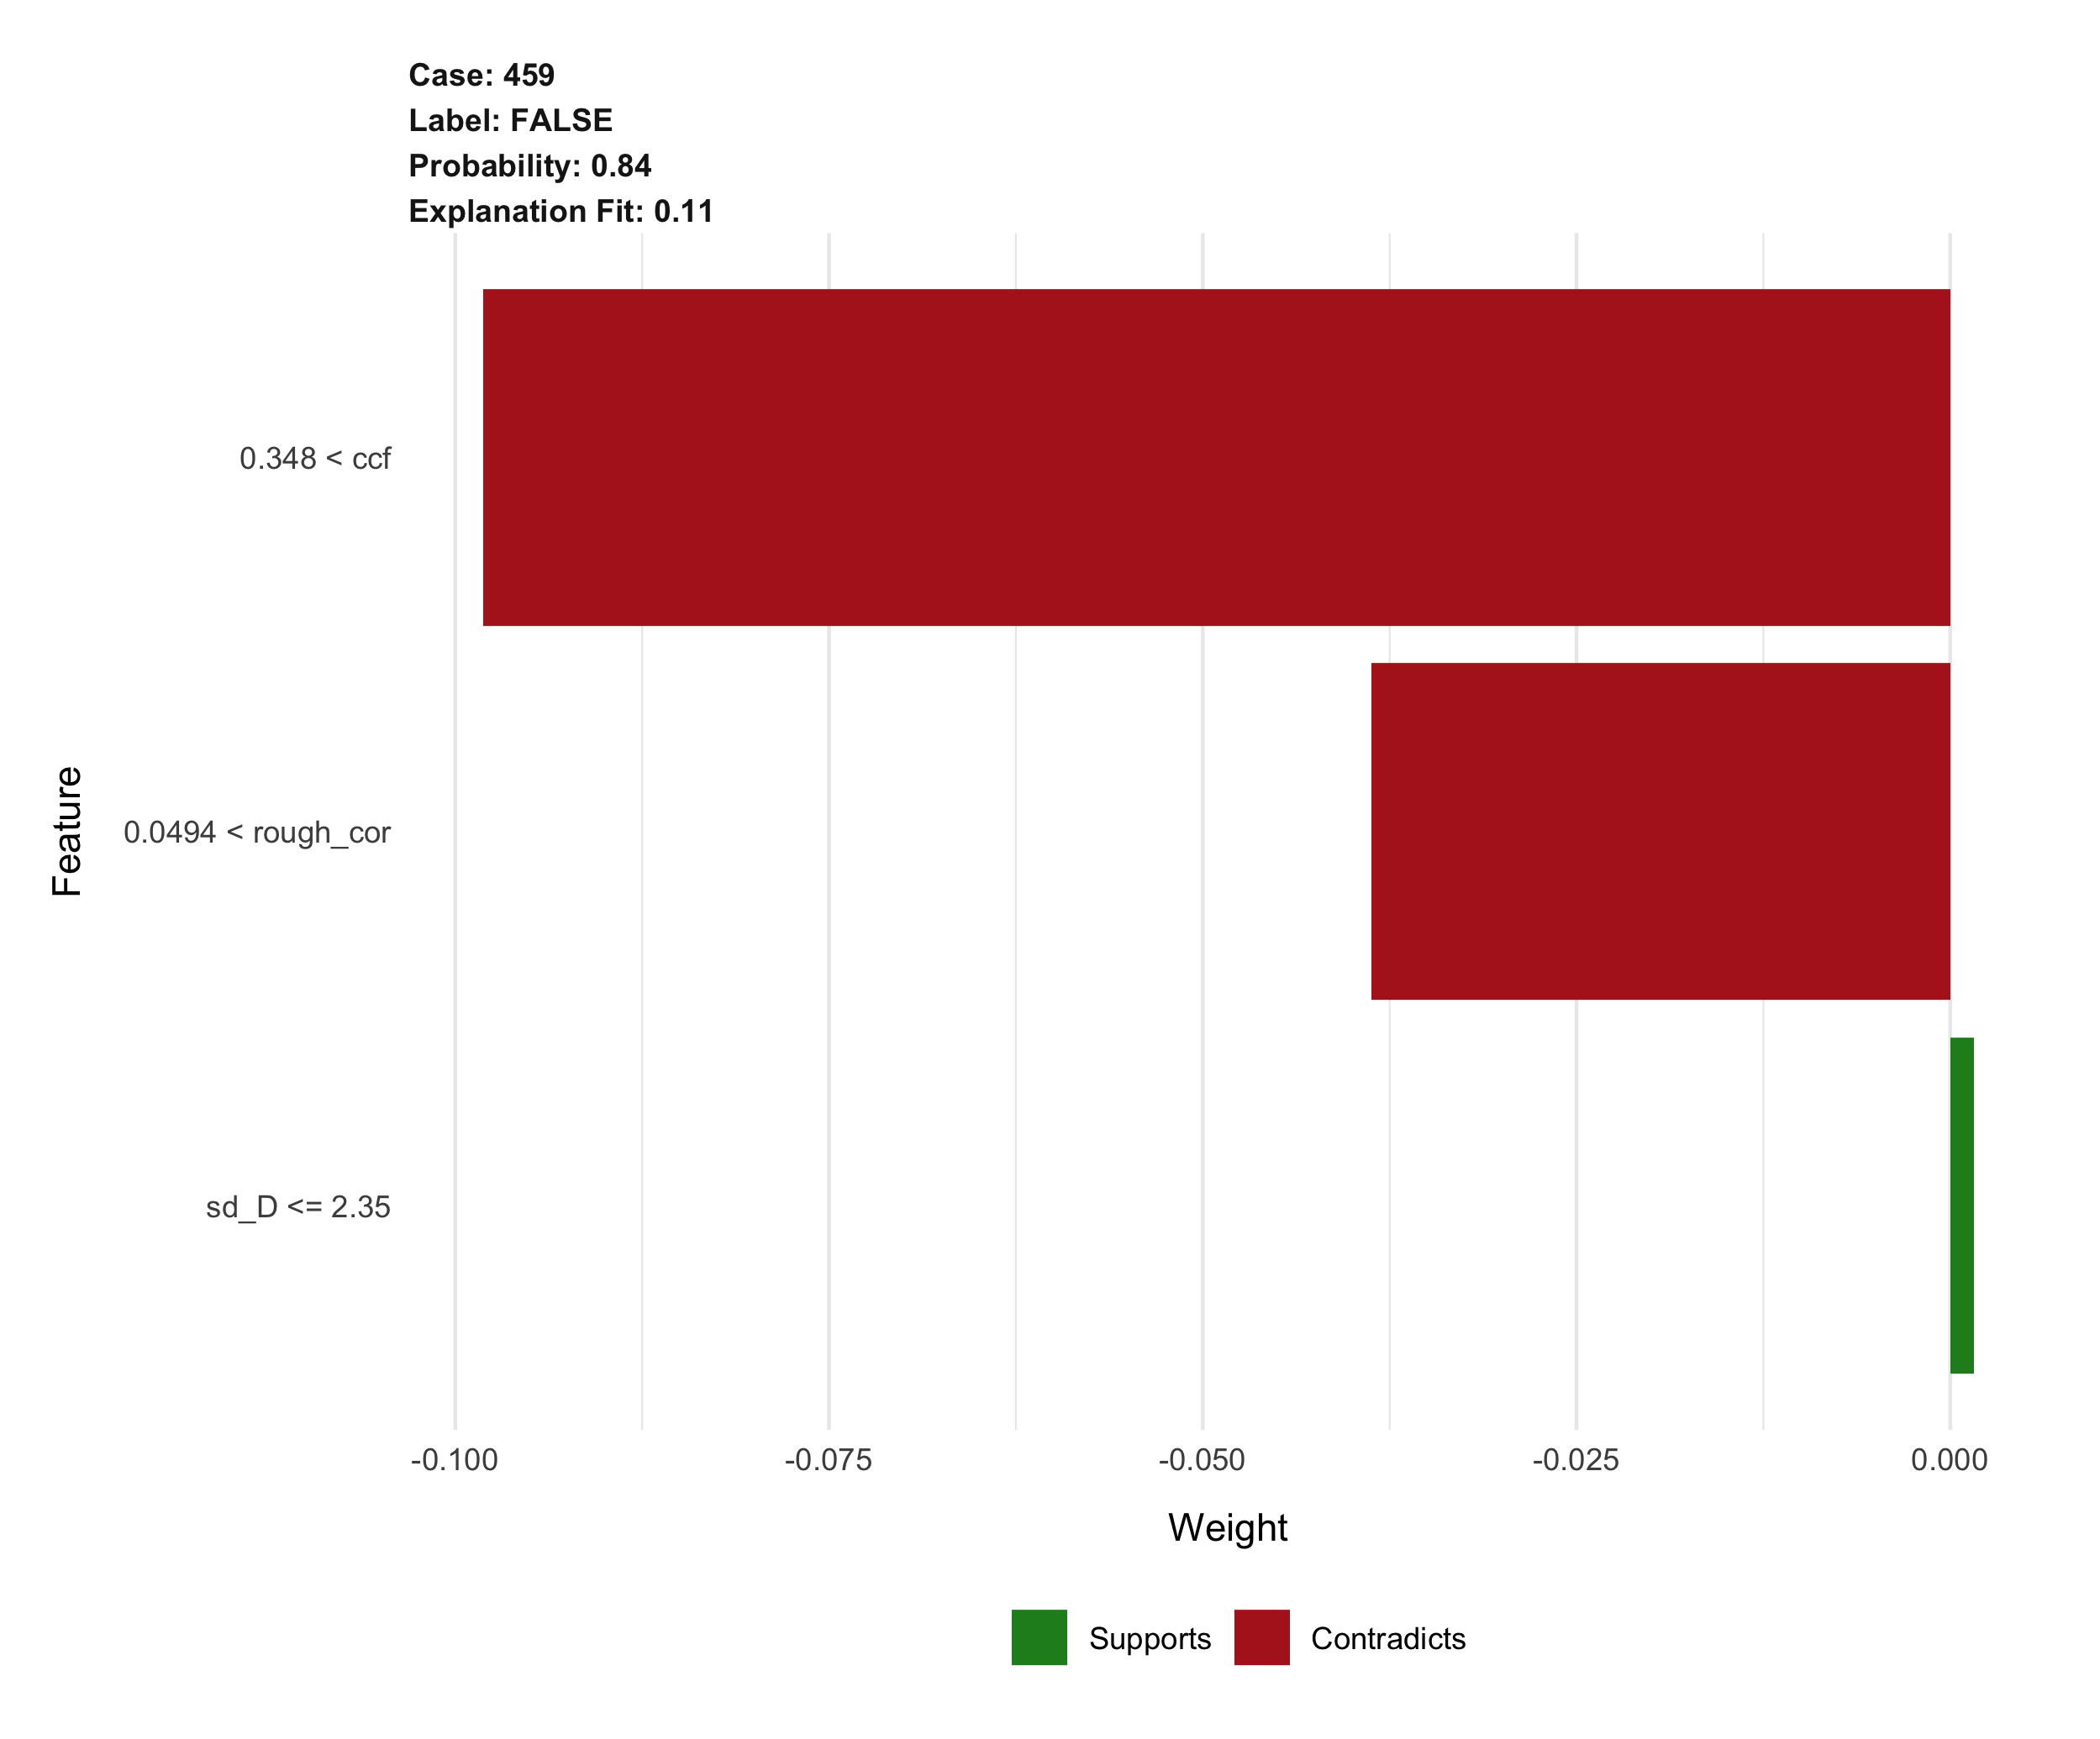 Case: 459
Label: FALSE
Probability: 0.84
Explanation Fit: 0.11
0.348 < ccf
0.0494 < rough_cor
sd_D <= 2.35
Feature
-0.100 -0.075 -0.050 -0.025 0.000
Weight
Supports Contradicts